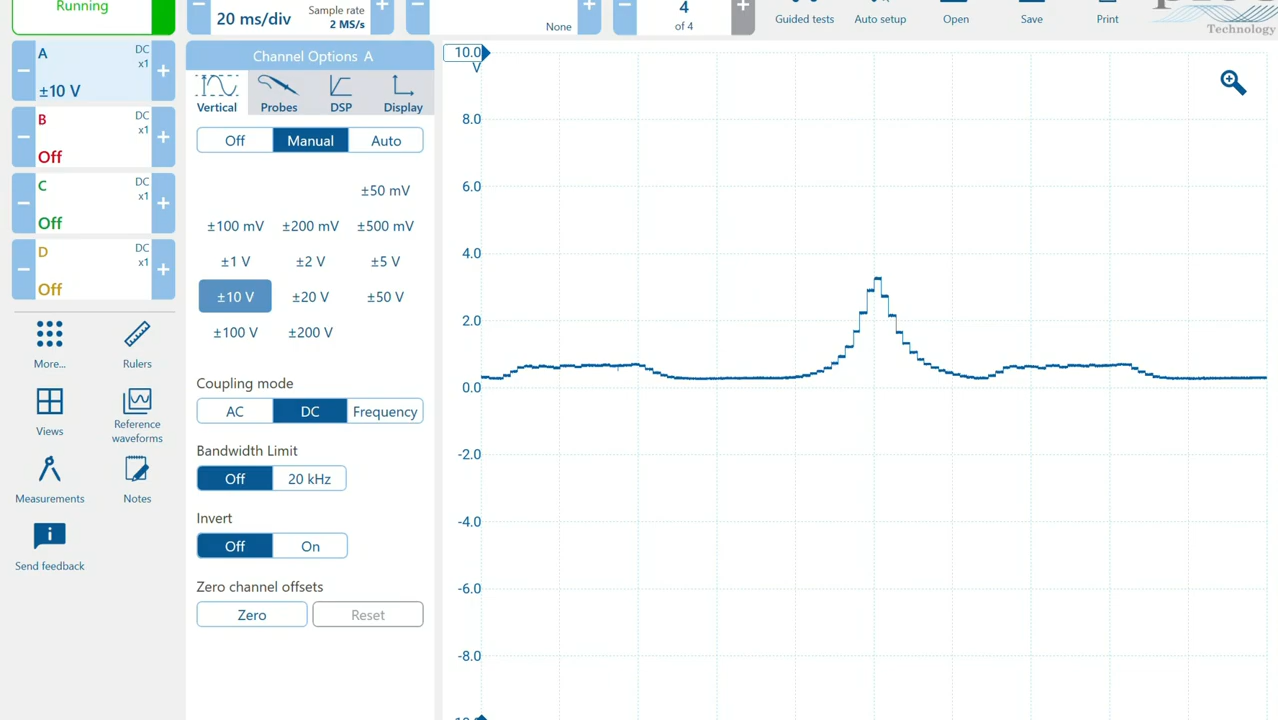 Running
20 ms/div
Sample rate
2 MS/s
None
4
of 4
Guided tests
Auto setup
Open
Save
Print
Technology
A
DC
x1
±10 V
B
DC
x1
Off
C
DC
x1
Off
D
DC
x1
Off
More...
Rulers
Views
Reference
waveforms
Measurements
Notes
Send feedback
Channel Options A
Vertical
Probes
DSP
Display
Off
Manual
Auto
±50 mV
±100 mV
±200 mV
±500 mV
±1 V
±2 V
±5 V
±10 V
±20 V
±50 V
±100 V
±200 V
Coupling mode
AC
DC
Frequency
Bandwidth Limit
Off
20 kHz
Invert
Off
On
Zero channel offsets
Zero
Reset
10.0
V
8.0
6.0
4.0
2.0
0.0
-2.0
-4.0
-6.0
-8.0